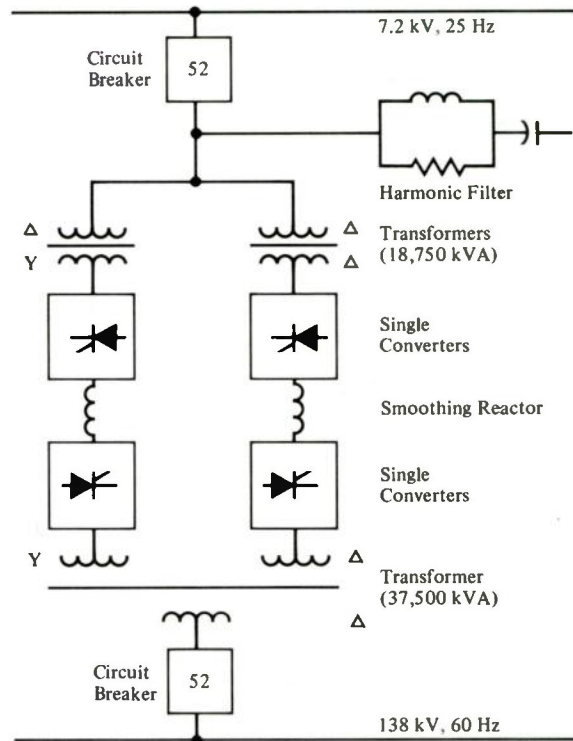 7.2 kV, 25 Hz
Circuit
Breaker
52
Harmonic Filter
Δ
Δ
Transformers
(18,750 kVA)
Y
Δ
Single
Converters
Smoothing Reactor
Single
Converters
Y
Δ
Transformer
(37,500 kVA)
Δ
Circuit
Breaker
52
138 kV, 60 Hz